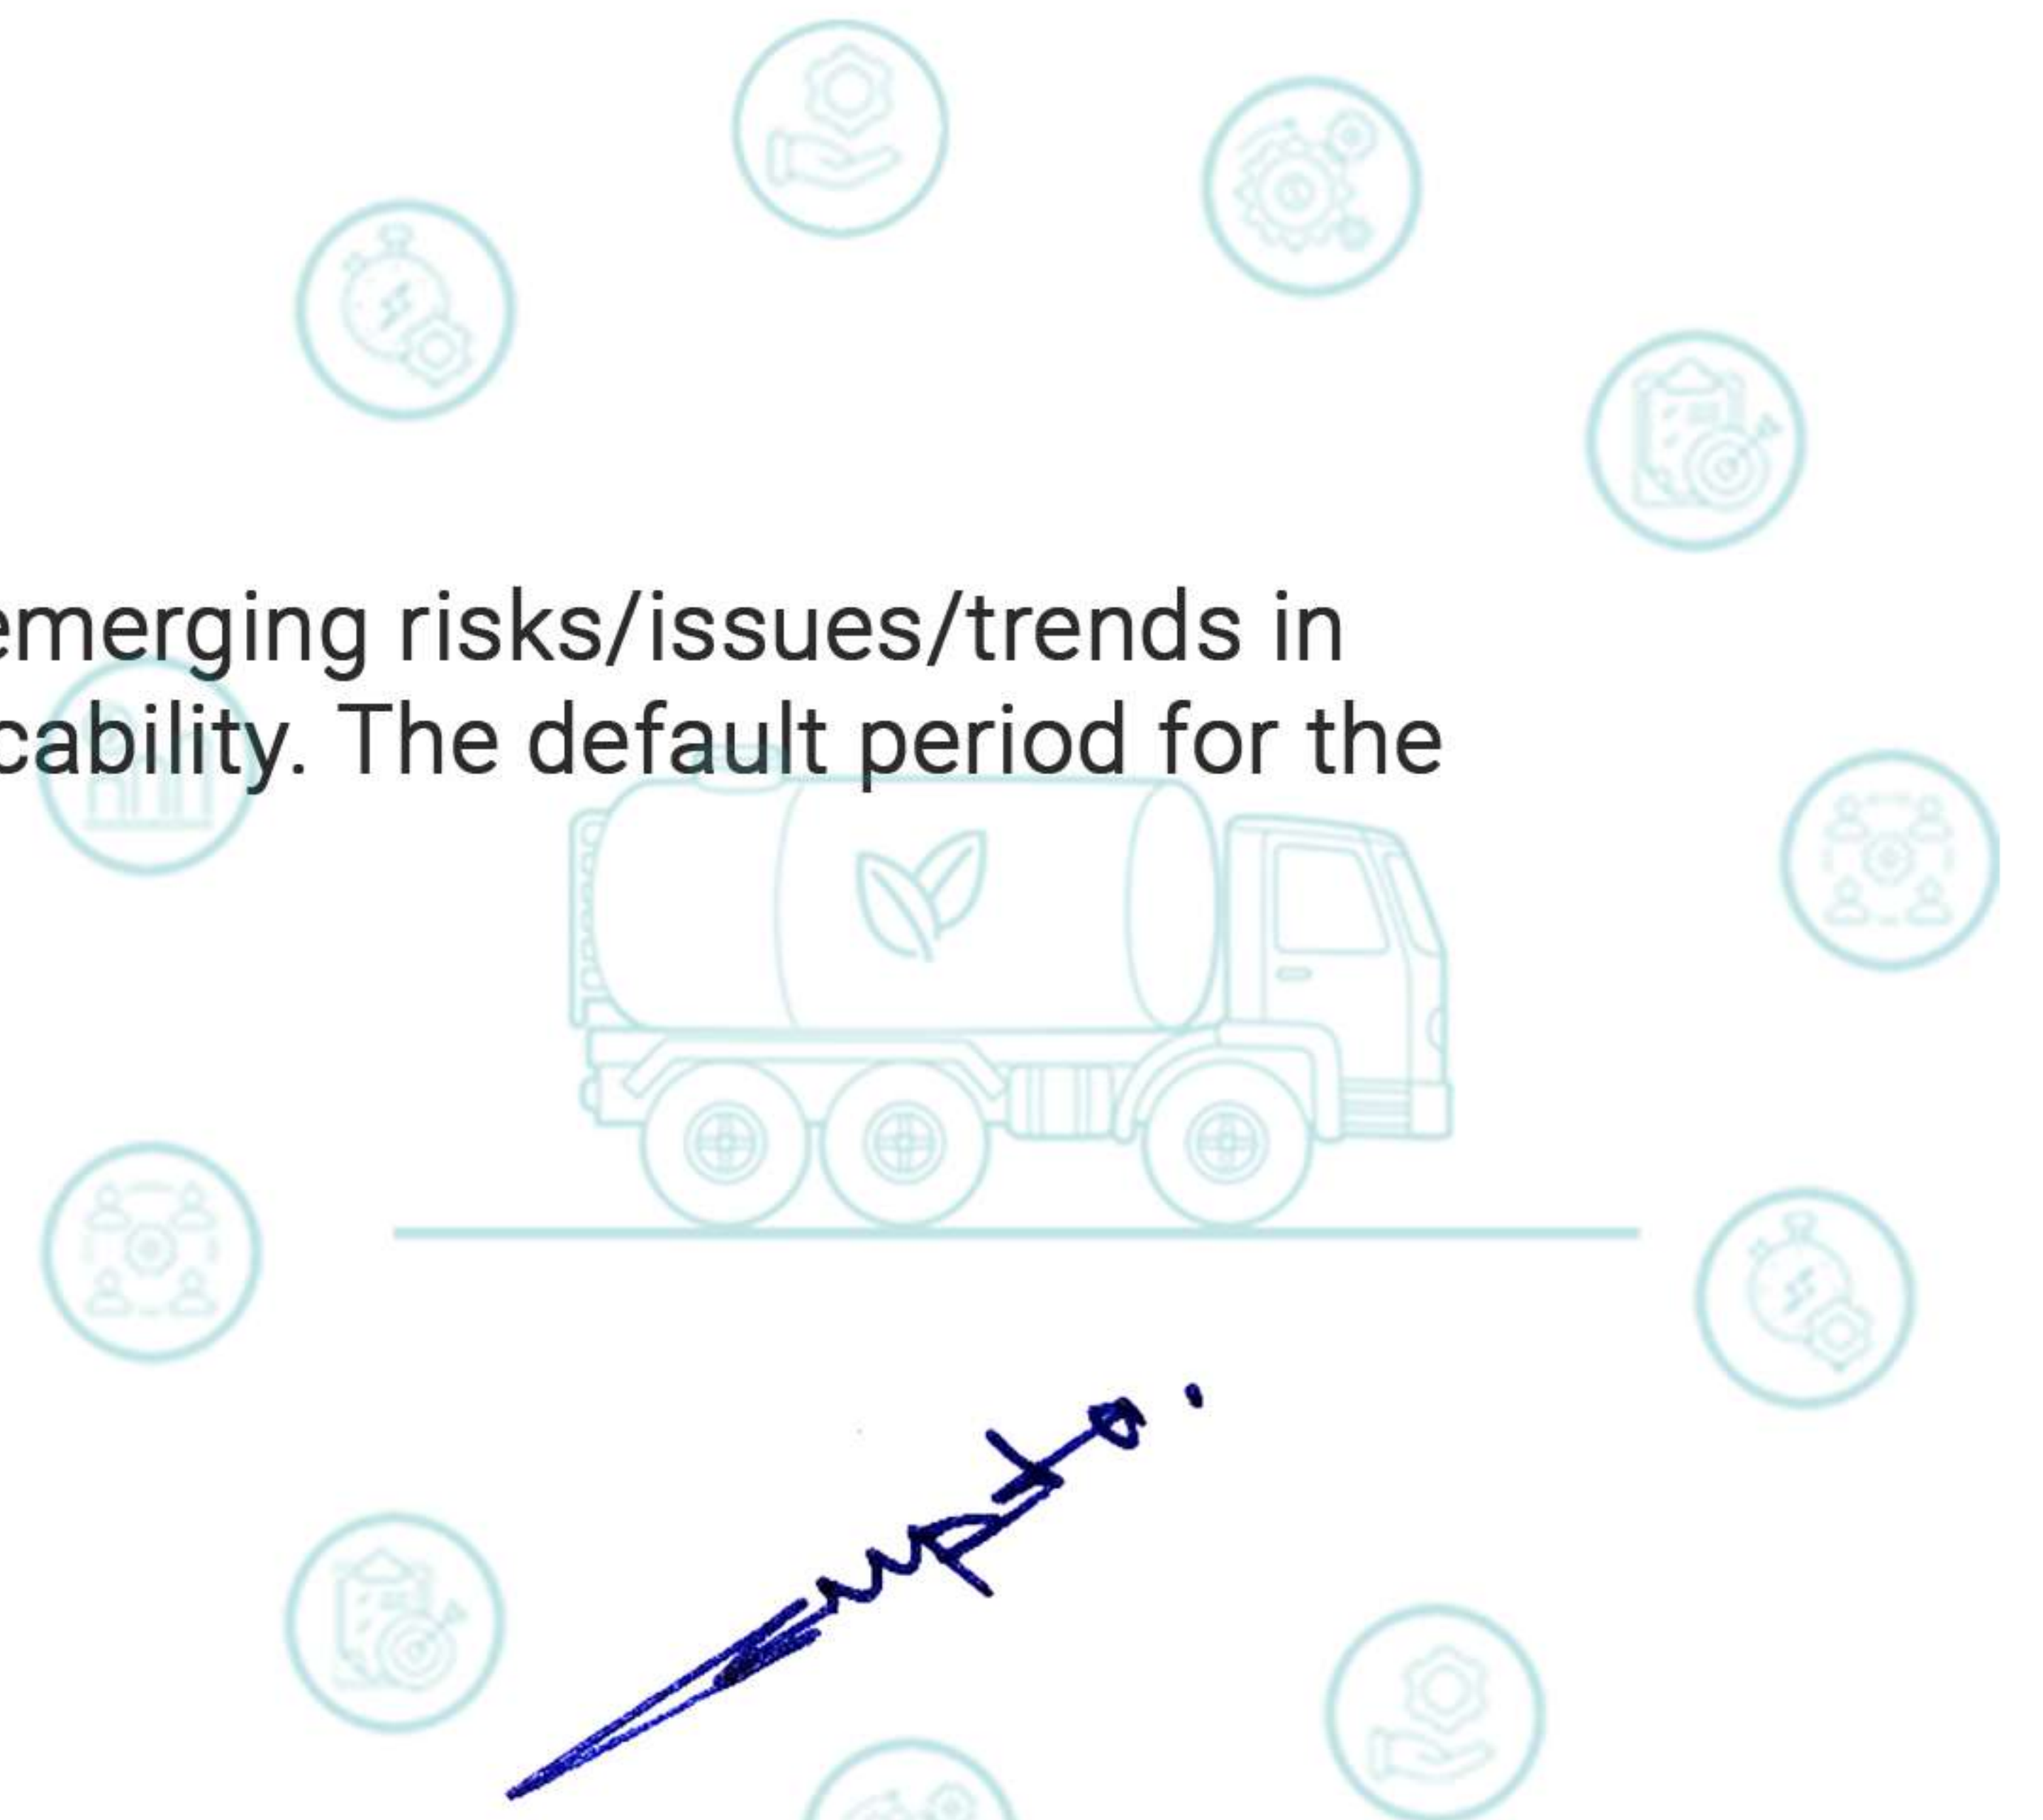 emerging risks/issues/trends in
cability. The default period for the